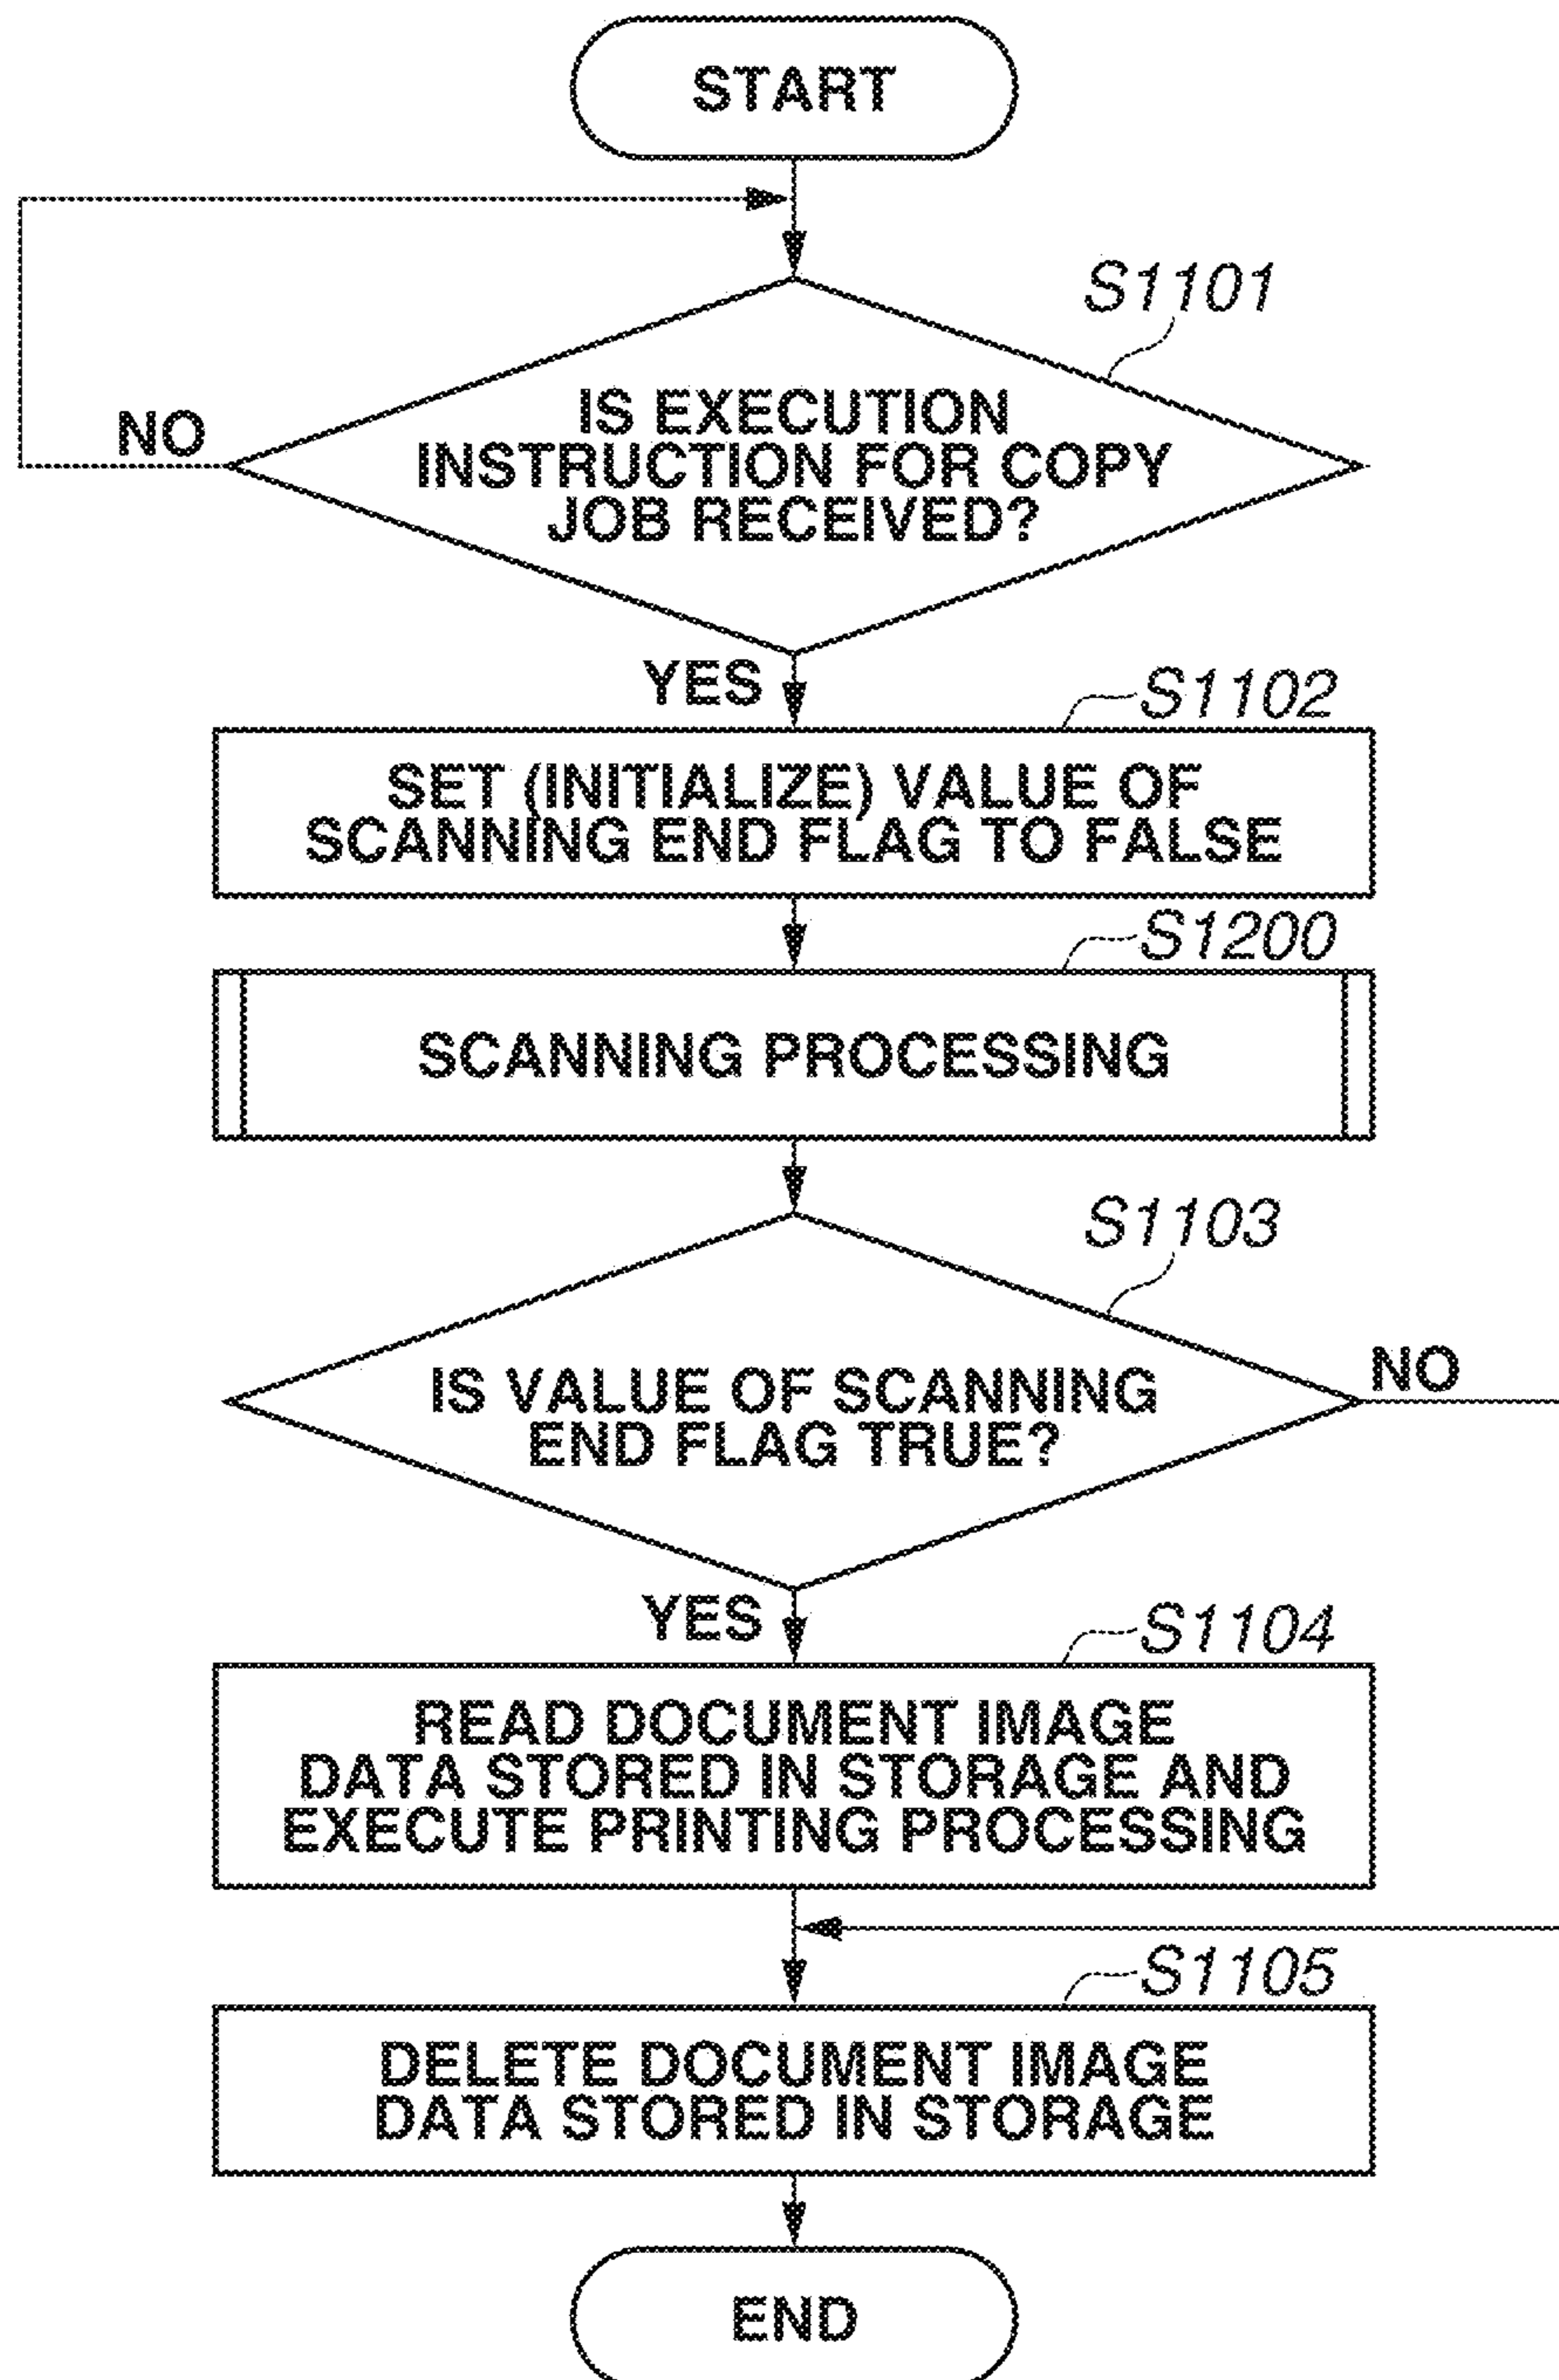 START
S1101
IS EXECUTION
INSTRUCTION FOR COPY
JOB RECEIVED?
NO
YES
S1102
SET (INITIALIZE) VALUE OF
SCANNING END FLAG TO FALSE
S1200
SCANNING PROCESSING
S1103
IS VALUE OF SCANNING
END FLAG TRUE?
NO
YES
S1104
READ DOCUMENT IMAGE
DATA STORED IN STORAGE AND
EXECUTE PRINTING PROCESSING
S1105
DELETE DOCUMENT IMAGE
DATA STORED IN STORAGE
END